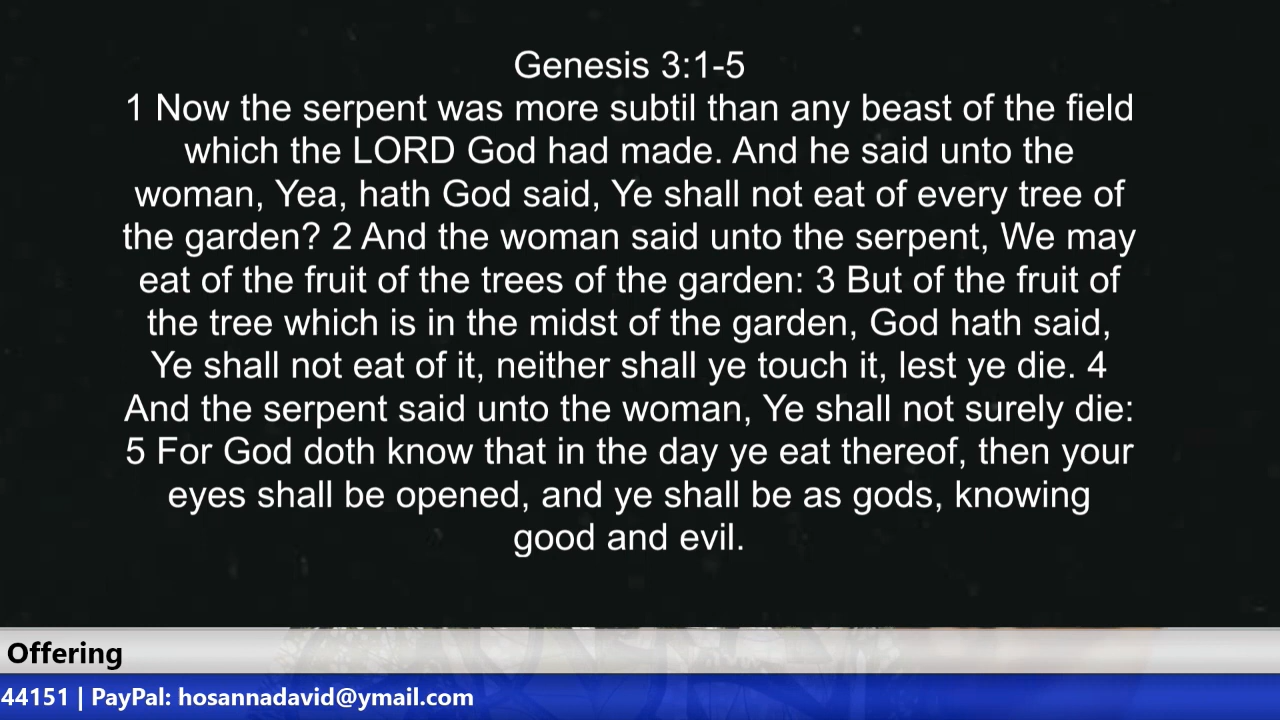 Genesis 3:1-5
1 Now the serpent was more subtil than any beast of the field
which the LORD God had made. And he said unto the
woman, Yea, hath God said, Ye shall not eat of every tree of
the garden? 2 And the woman said unto the serpent, We may
eat of the fruit of the trees of the garden: 3 But of the fruit of
the tree which is in the midst of the garden, God hath said,
Ye shall not eat of it, neither shall ye touch it, lest ye die. 4
And the serpent said unto the woman, Ye shall not surely die:
5 For God doth know that in the day ye eat thereof, then your
eyes shall be opened, and ye shall be as gods, knowing
good and evil.
Offering
44151 | PayPal: hosannadavid@ymail.com